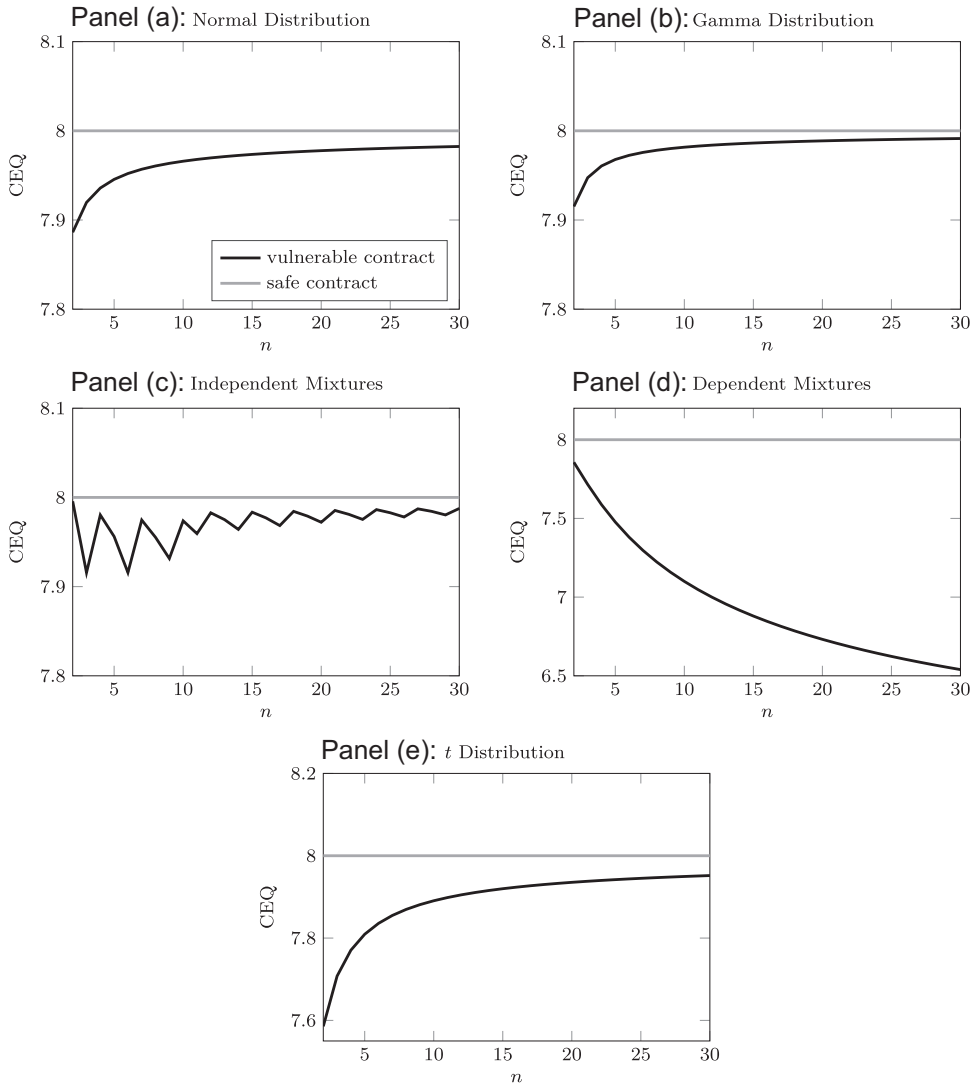 Panel (a): Normal Distribution
8.1
8
7.9
7.8
CEQ
vulnerable contract
safe contract
5 10 15 20 25 30
n
Panel (b): Gamma Distribution
8.1
8
7.9
7.8
CEQ
5 10 15 20 25 30
n
Panel (c): Independent Mixtures
8.1
8
7.9
7.8
CEQ
5 10 15 20 25 30
n
Panel (d): Dependent Mixtures
8
7.5
7
6.5
CEQ
5 10 15 20 25 30
n
Panel (e): t Distribution
8.2
8
7.8
7.6
CEQ
5 10 15 20 25 30
n